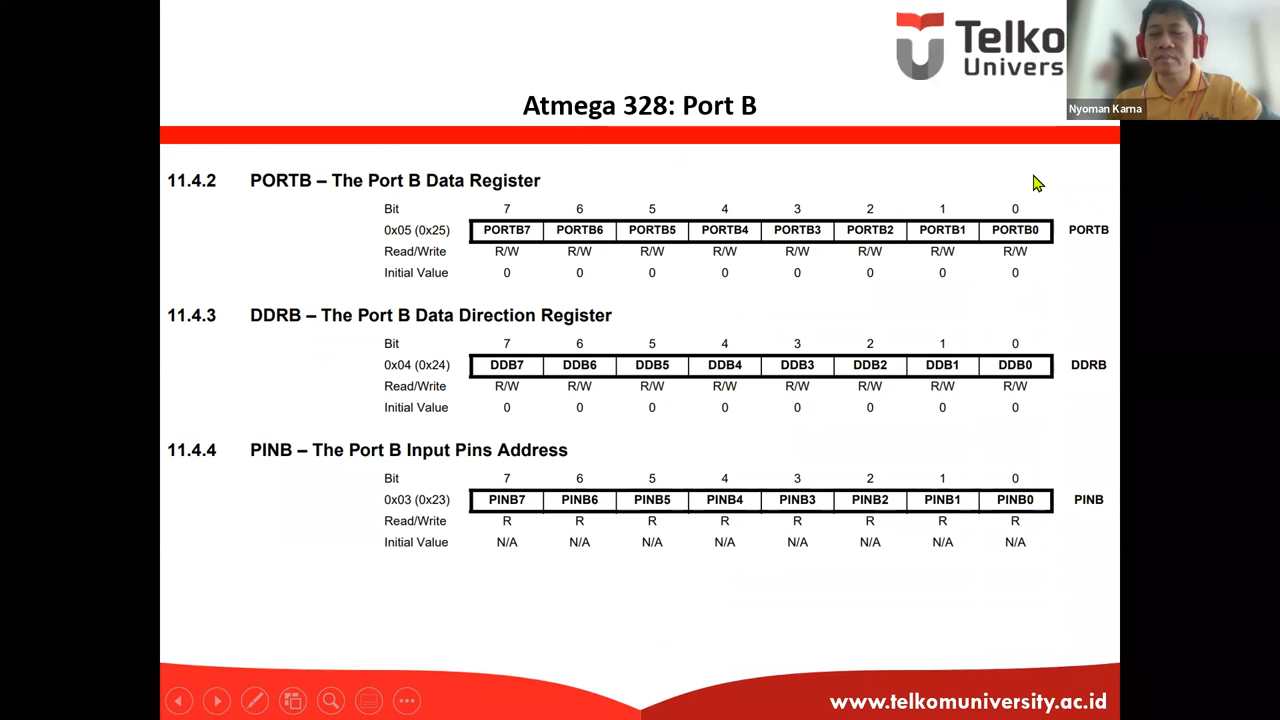 Telko
Univers
Nyoman Karna
Atmega 328: Port B
11.4.2 PORTB – The Port B Data Register
Bit 7 6 5 4 3 2 1 0
0x05 (0x25) PORTB7 PORTB6 PORTB5 PORTB4 PORTB3 PORTB2 PORTB1 PORTB0 PORTB
Read/Write R/W R/W R/W R/W R/W R/W R/W R/W
Initial Value 0 0 0 0 0 0 0 0
11.4.3 DDRB – The Port B Data Direction Register
Bit 7 6 5 4 3 2 1 0
0x04 (0x24) DDB7 DDB6 DDB5 DDB4 DDB3 DDB2 DDB1 DDB0 DDRB
Read/Write R/W R/W R/W R/W R/W R/W R/W R/W
Initial Value 0 0 0 0 0 0 0 0
11.4.4 PINB – The Port B Input Pins Address
Bit 7 6 5 4 3 2 1 0
0x03 (0x23) PINB7 PINB6 PINB5 PINB4 PINB3 PINB2 PINB1 PINB0 PINB
Read/Write R R R R R R R R
Initial Value N/A N/A N/A N/A N/A N/A N/A N/A
www.telkomuniversity.ac.id